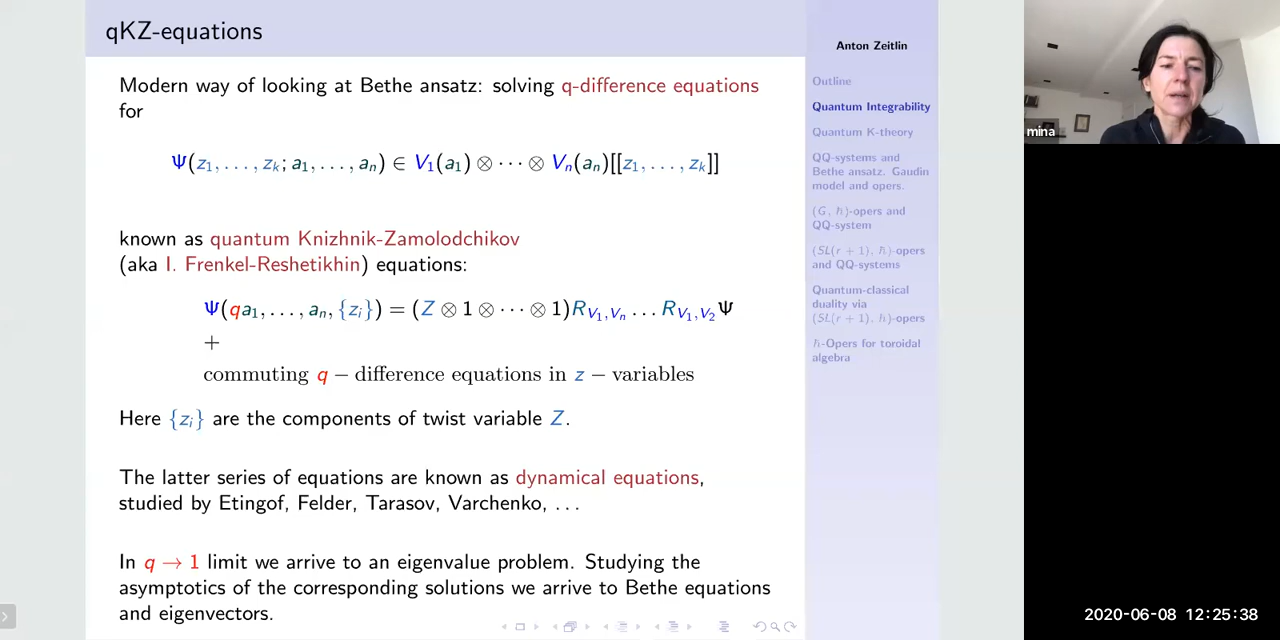 qKZ-equations
Modern way of looking at Bethe ansatz: solving q-difference equations
for
Ψ(z₁, . . . , zₖ; a₁, . . . , aₙ) ∈ V₁(a₁) ⊗ · · · ⊗ Vₙ(aₙ)[[z₁, . . . , zₖ]]
known as quantum Knizhnik-Zamolodchikov
(aka I. Frenkel-Reshetikhin) equations:
Ψ(qa₁, . . . , aₙ, {zᵢ}) = (Z ⊗ 1 ⊗ · · · ⊗ 1)R_{V₁,Vₙ} . . . R_{V₁,V₂}Ψ
+
commuting q − difference equations in z − variables
Here {zᵢ} are the components of twist variable Z.
The latter series of equations are known as dynamical equations,
studied by Etingof, Felder, Tarasov, Varchenko, . . .
In q → 1 limit we arrive to an eigenvalue problem. Studying the
asymptotics of the corresponding solutions we arrive to Bethe equations
and eigenvectors.
Anton Zeitlin
Outline
Quantum Integrability
Quantum K-theory
QQ-systems and
Bethe ansatz. Gaudin
model and opers.
(G, ℏ)-opers and
QQ-system
(SL(r + 1), ℏ)-opers
and QQ-systems
Quantum-classical
duality via
(SL(r + 1), ℏ)-opers
ℏ-Opers for toroidal
algebra
mina
2020-06-08 12:25:38